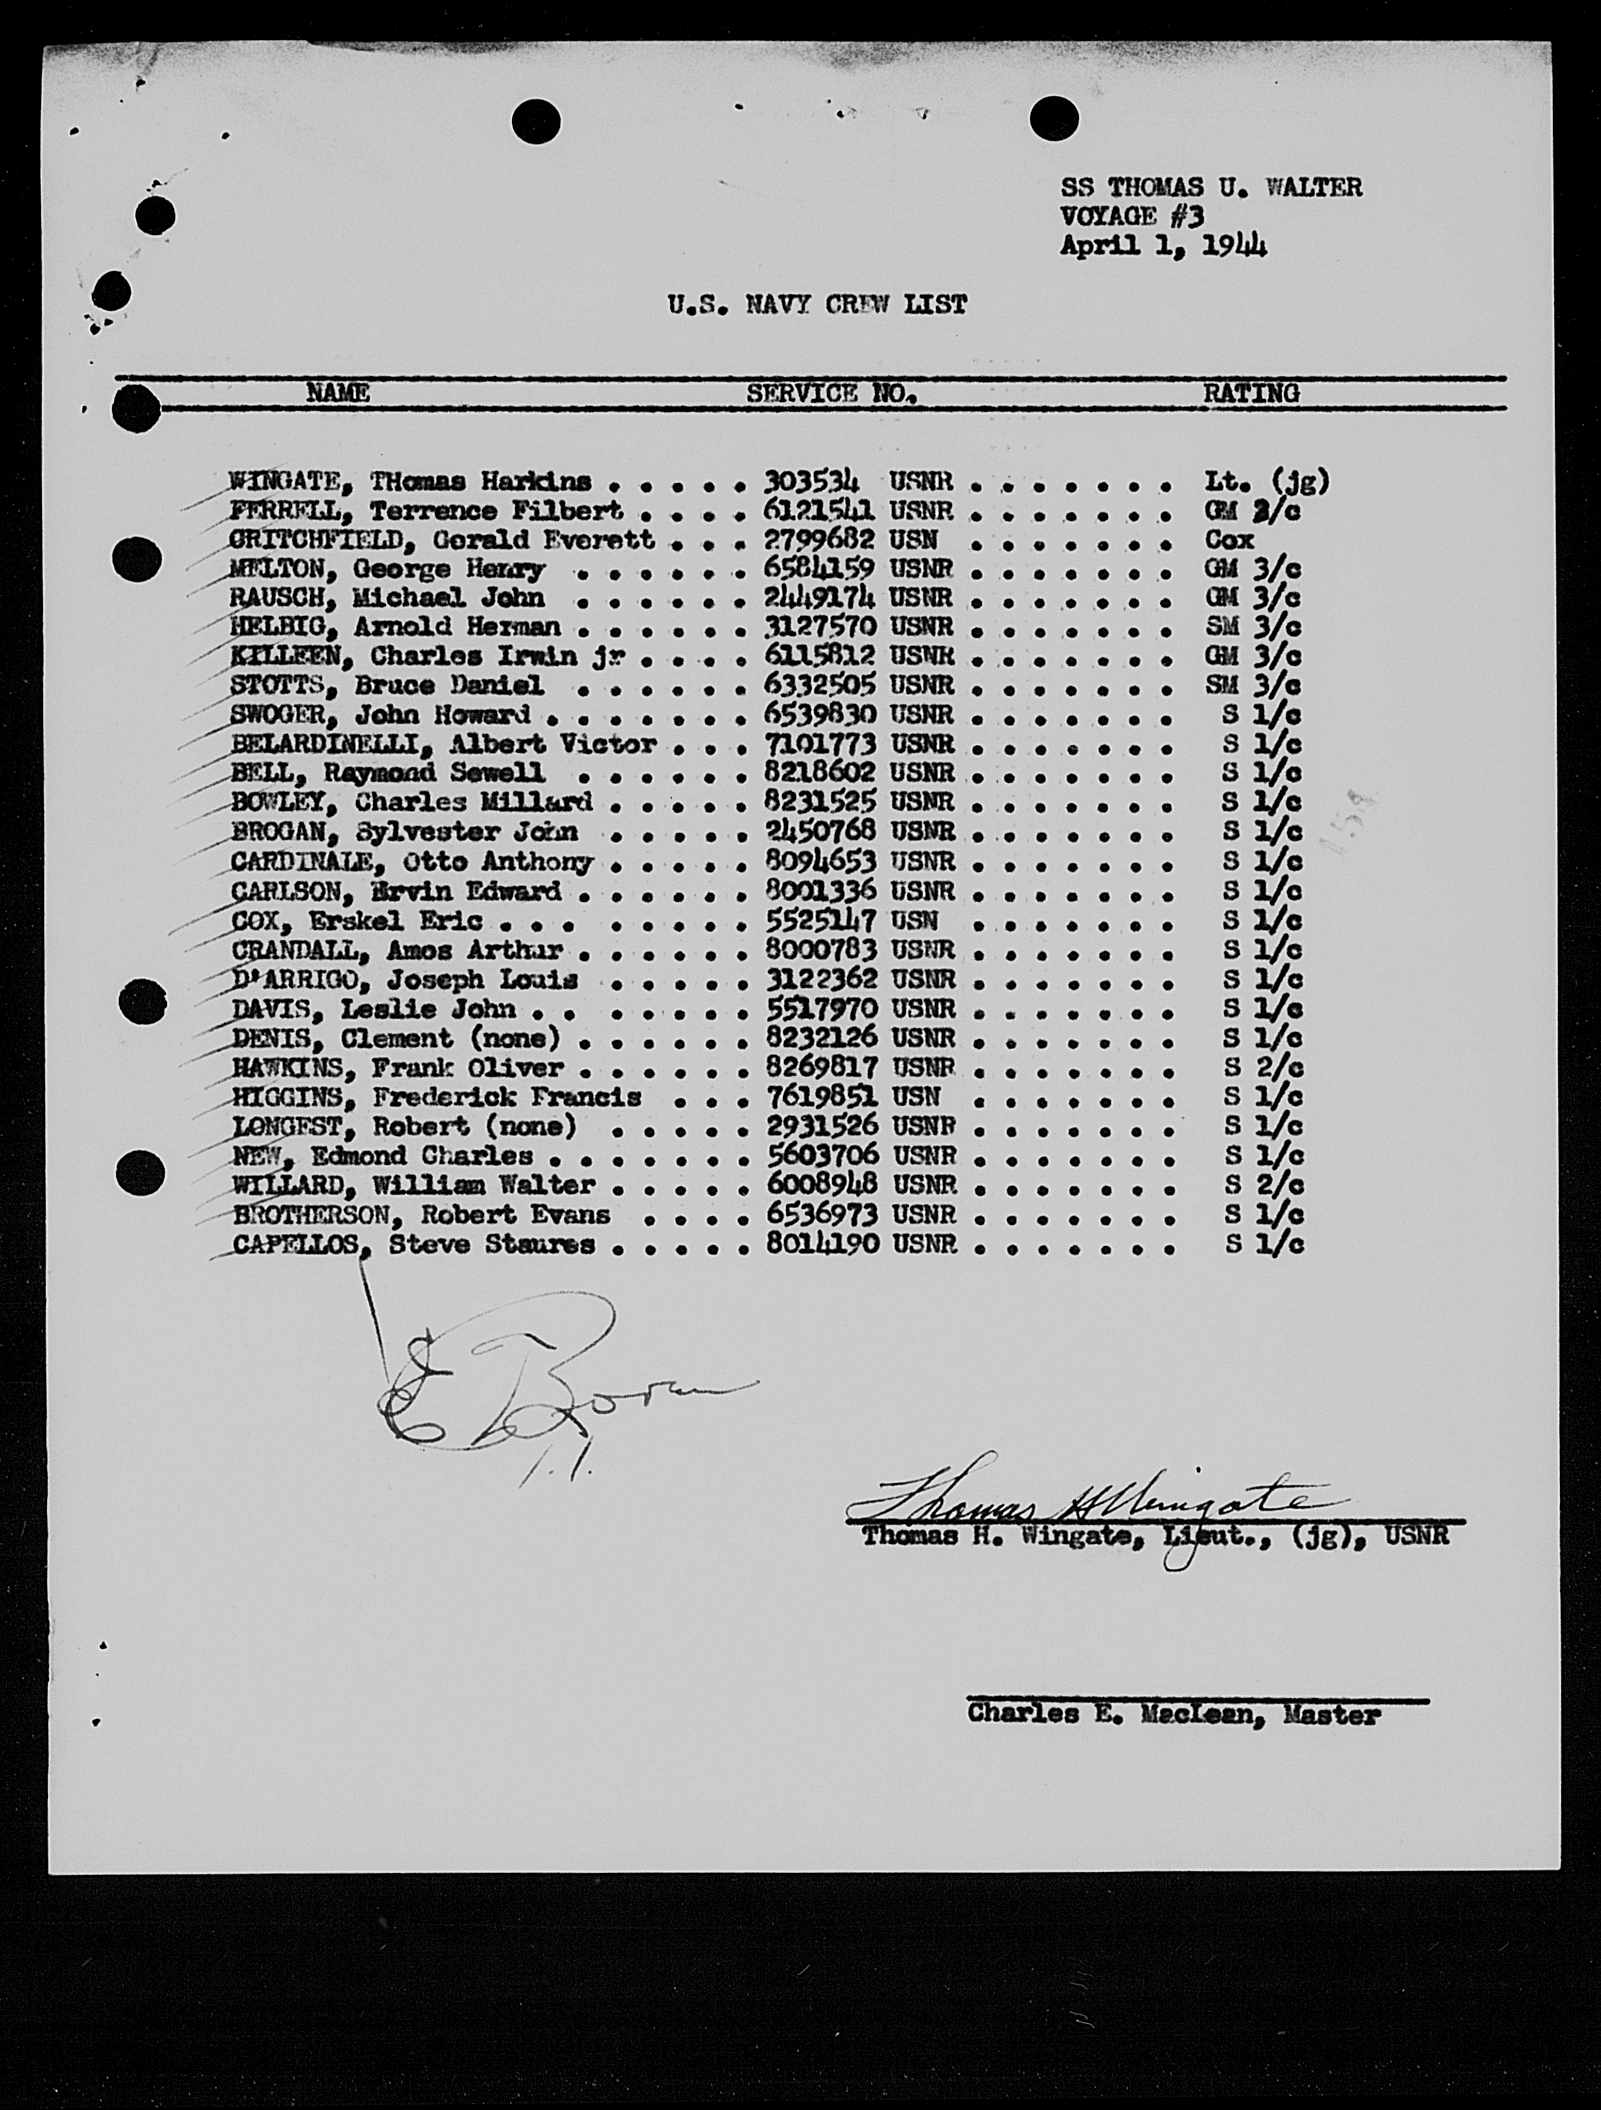 SS THOMAS U. WALTER
VOYAGE #3
April 1, 1944
U.S. NAVY CREW LIST
NAME SERVICE NO. RATING
WINGATE, THomas Harkins . . . . . 303534 USNR . . . . . . . Lt. (jg)
FERRELL, Terrence Filbert . . . . 6121541 USNR . . . . . . . GM 2/c
CRITCHFIELD, Gerald Everett . . . 2799682 USN . . . . . . . Cox
MELTON, George Henry . . . . . . 6584159 USNR . . . . . . . GM 3/c
RAUSCH, Michael John . . . . . . 2449174 USNR . . . . . . . GM 3/c
HELBIG, Arnold Herman . . . . . . 3127570 USNR . . . . . . . SM 3/c
KILLEEN, Charles Irwin jr . . . . 6115812 USNR . . . . . . . GM 3/c
STOTTS, Bruce Daniel . . . . . . 6332505 USNR . . . . . . . SM 3/c
SWOGER, John Howard . . . . . . . 6539830 USNR . . . . . . . S 1/c
BELARDINELLI, Albert Victor . . . 7101773 USNR . . . . . . . S 1/c
BELL, Raymond Sewell . . . . . . 8218602 USNR . . . . . . . S 1/c
BOWLEY, Charles Millard . . . . . 8231525 USNR . . . . . . . S 1/c
BROGAN, Sylvester John . . . . . 2450768 USNR . . . . . . . S 1/c
CARDINALE, Otto Anthony . . . . . 8094653 USNR . . . . . . . S 1/c
CARLSON, Ervin Edward . . . . . . 8001336 USNR . . . . . . . S 1/c
COX, Erskel Eric . . . . . . . . 5525147 USN . . . . . . . S 1/c
CRANDALL, Amos Arthur . . . . . . 8000783 USNR . . . . . . . S 1/c
D'ARRIGO, Joseph Louis . . . . . 3122362 USNR . . . . . . . S 1/c
DAVIS, Leslie John . . . . . . . 5517970 USNR . . . . . . . S 1/c
DENIS, Clement (none) . . . . . . 8232126 USNR . . . . . . . S 1/c
HAWKINS, Frank Oliver . . . . . . 8269817 USNR . . . . . . . S 2/c
HIGGINS, Frederick Francis . . . 7619851 USN . . . . . . . S 1/c
LONGEST, Robert (none) . . . . . 2931526 USNR . . . . . . . S 1/c
NEW, Edmond Charles . . . . . . . 5603706 USNR . . . . . . . S 1/c
WILLARD, William Walter . . . . . 6008948 USNR . . . . . . . S 2/c
BROTHERSON, Robert Evans . . . . 6536973 USNR . . . . . . . S 1/c
CAPELLOS, Steve Staures . . . . . 8014190 USNR . . . . . . . S 1/c
Thomas H Wingate
Thomas H. Wingate, Lieut., (jg), USNR
Charles E. MacLean, Master